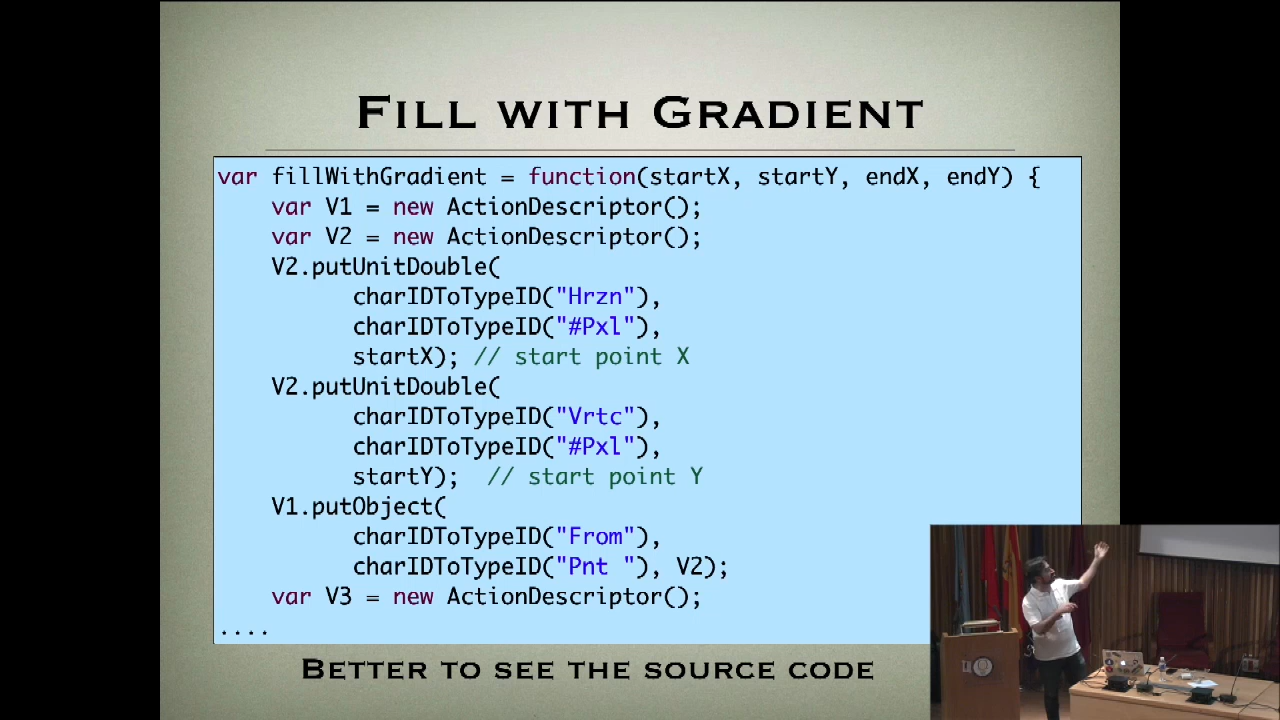 FILL WITH GRADIENT
var fillWithGradient = function(startX, startY, endX, endY) {
    var V1 = new ActionDescriptor();
    var V2 = new ActionDescriptor();
    V2.putUnitDouble(
          charIDToTypeID("Hrzn"),
          charIDToTypeID("#Pxl"),
          startX); // start point X
    V2.putUnitDouble(
          charIDToTypeID("Vrtc"),
          charIDToTypeID("#Pxl"),
          startY);  // start point Y
    V1.putObject(
          charIDToTypeID("From"),
          charIDToTypeID("Pnt "), V2);
    var V3 = new ActionDescriptor();
....
BETTER TO SEE THE SOURCE CODE